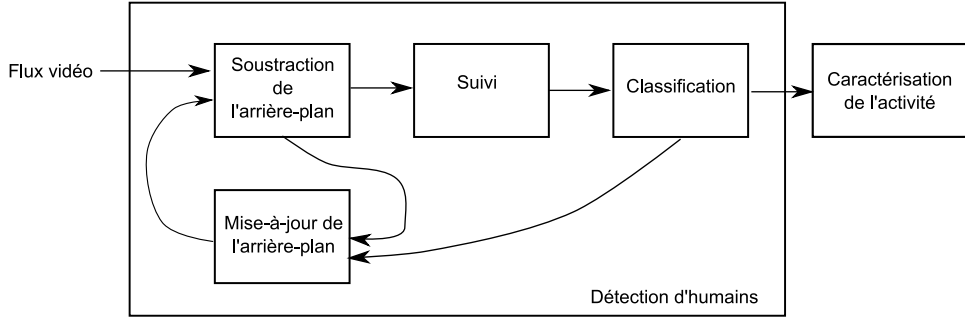 Flux vidéo
Soustraction
de
l'arrière-plan
Suivi
Classification
Caractérisation
de l'activité
Mise-à-jour de
l'arrière-plan
Détection d'humains